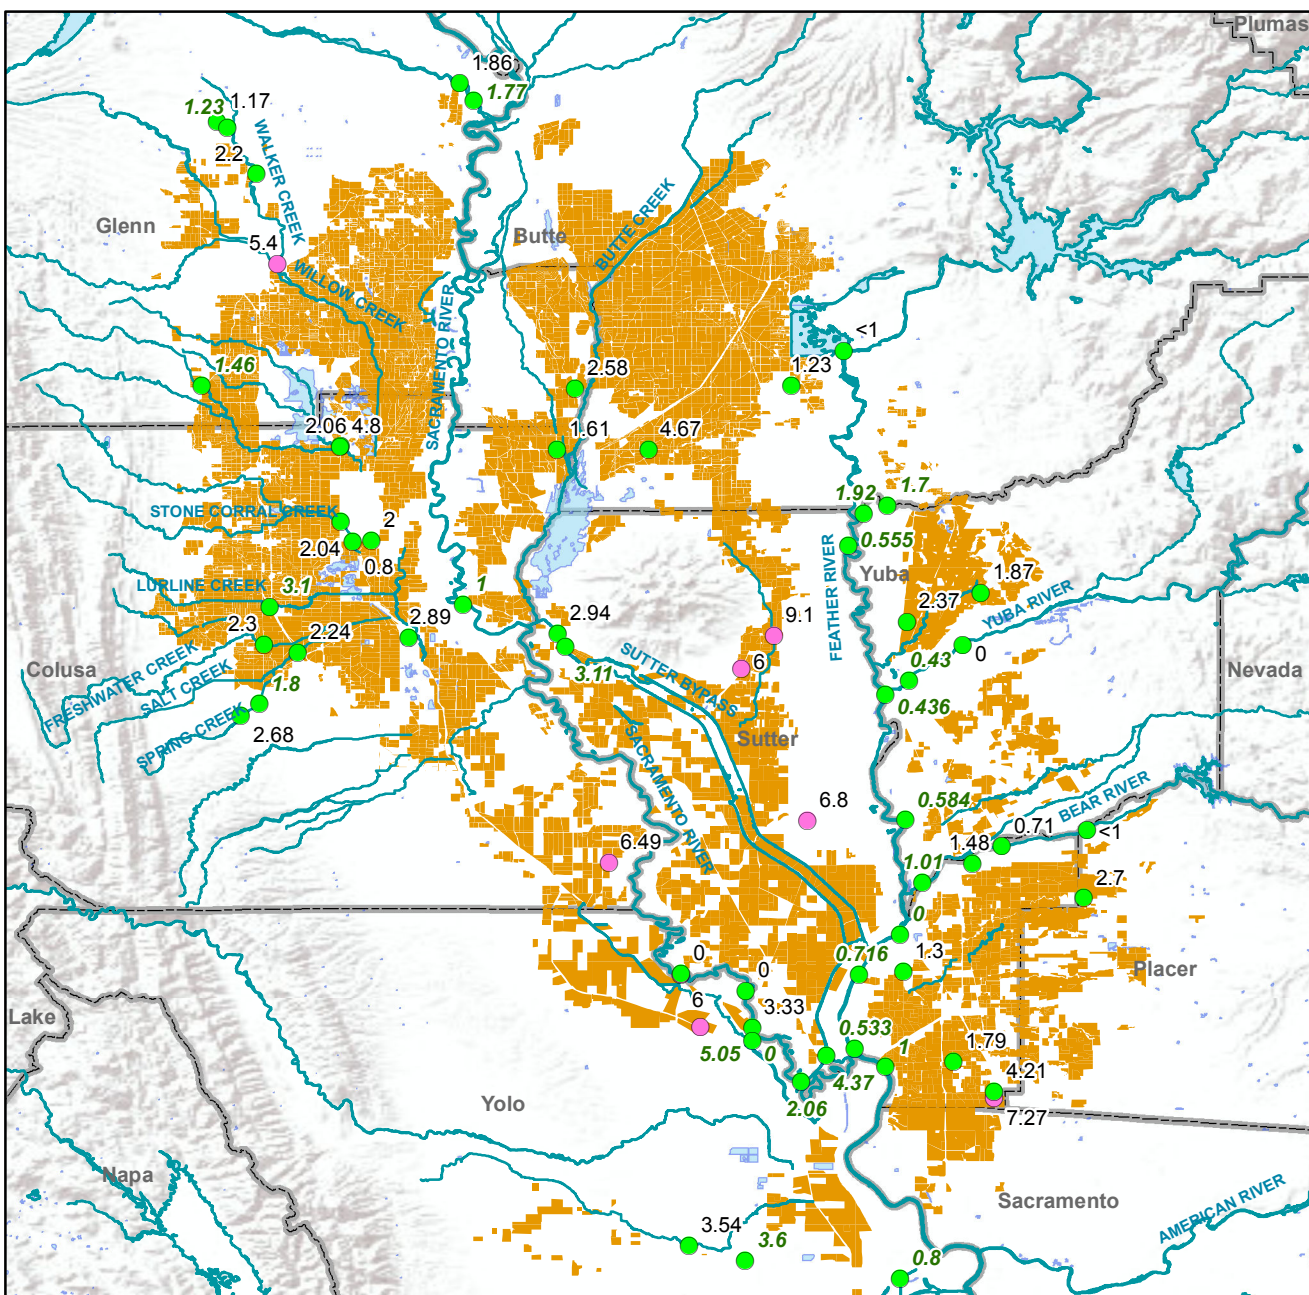 Plumas
1.86
1.77
1.23
1.17
WALKER CREEK
2.2
Glenn
Butte
BUTTE CREEK
5.4
WILLOW CREEK
SACRAMENTO RIVER
<1
1.46
2.58
1.23
2.06
4.8
1.61
4.67
1.92
1.7
STONE CORRAL CREEK
2
2.04
0.8
0.555
FEATHER RIVER
Yuba
1.87
LURLINE CREEK
3.1
1
2.37
YUBA RIVER
2.3
2.24
2.89
2.94
9.1
Colusa
3.11
SUTTER BYPASS
6
0.43
0
Nevada
FRESHWATER CREEK
SALT CREEK
1.8
0.436
SPRING CREEK
2.68
SACRAMENTO RIVER
Sutter
6.8
0.584
BEAR RIVER
0.71
<1
6.49
1.48
1.01
2.7
0
0
0
0.716
1.3
Placer
6
3.33
Lake
5.05
0
0.533
1
1.79
4.37
4.21
2.06
7.27
Yolo
Napa
Sacramento
AMERICAN RIVER
3.54
3.6
0.8